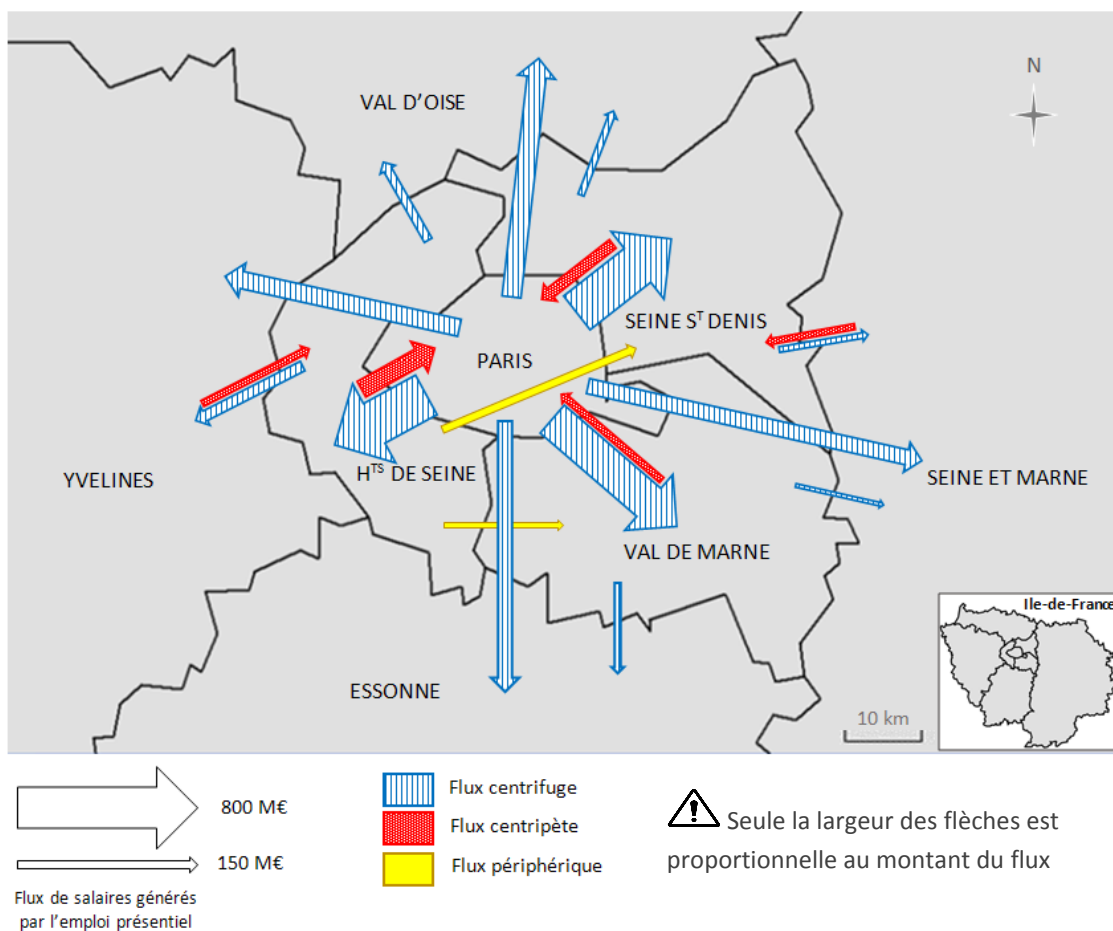 N
VAL D'OISE
SEINE Sᵀ DENIS
PARIS
YVELINES
Hᵀˢ DE SEINE
SEINE ET MARNE
VAL DE MARNE
ESSONNE
Ile-de-France
10 km
800 M€
150 M€
Flux de salaires générés
par l'emploi présentiel
Flux centrifuge
Flux centripète
Flux périphérique
Seule la largeur des flèches est
proportionnelle au montant du flux